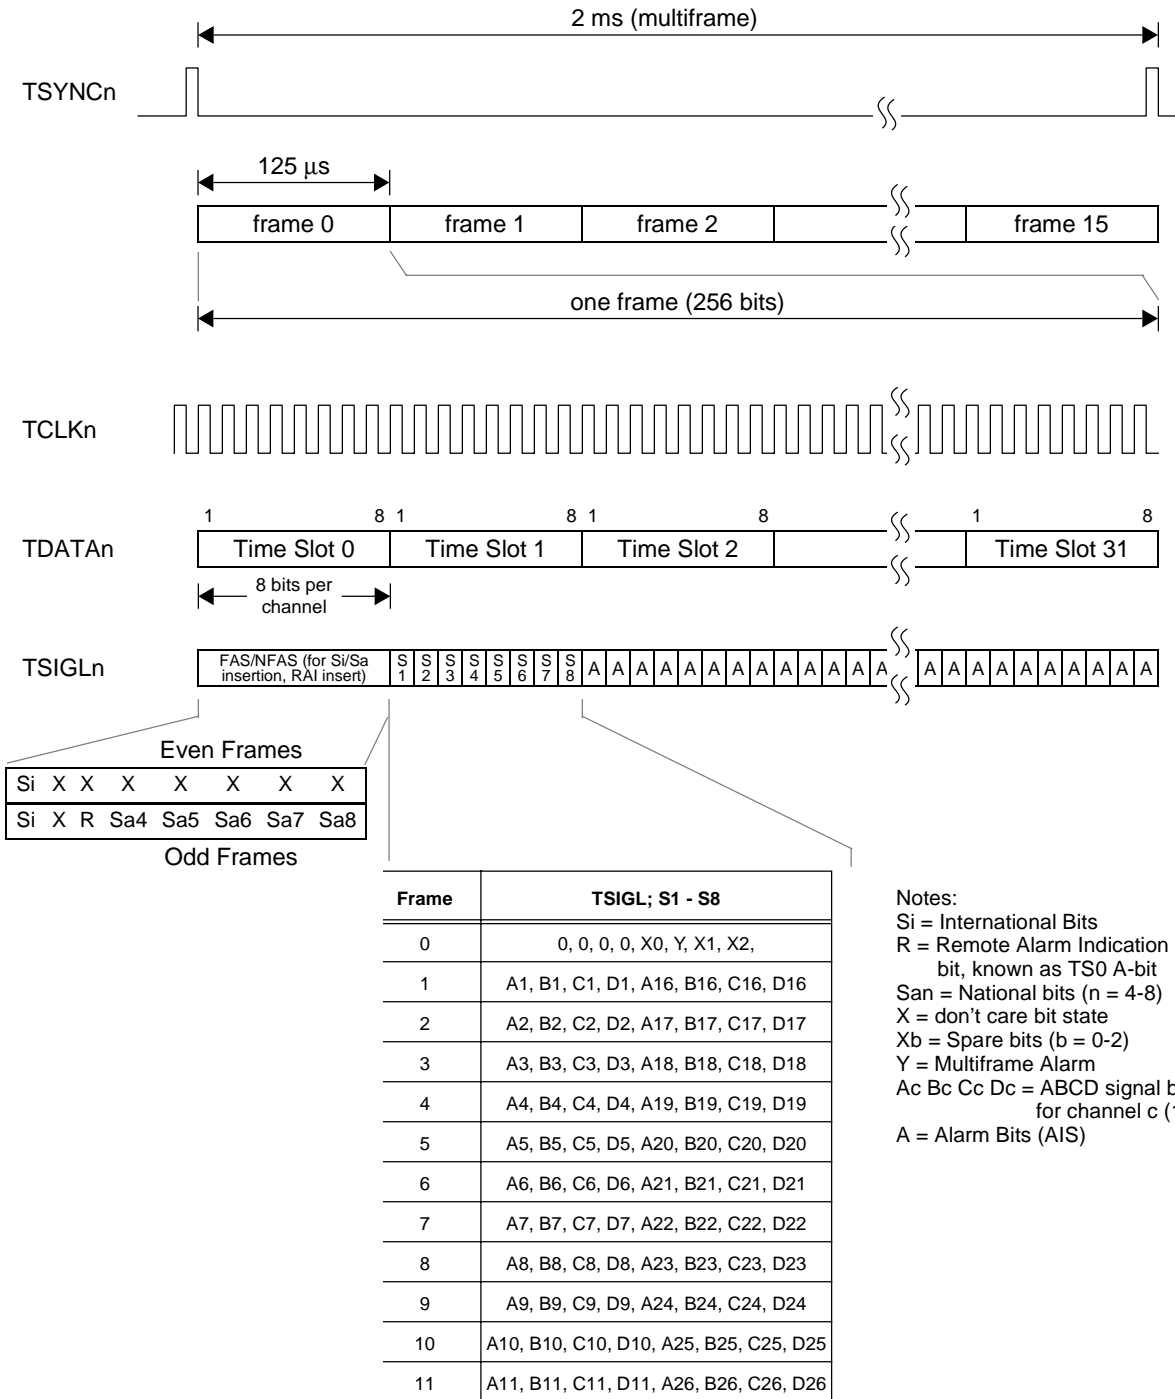 2 ms (multiframe)
TSYNCn
125 μs
frame 0 frame 1 frame 2 frame 15
one frame (256 bits)
TCLKn
1 8 1 8 1 8 1 8
TDATAn Time Slot 0 Time Slot 1 Time Slot 2 Time Slot 31
8 bits per
channel
TSIGLn
FAS/NFAS (for Si/Sa
insertion, RAI insert)
S1 S2 S3 S4 S5 S6 S7 S8 A A A A A A A A A A A A A A A A A A A A A A
Even Frames
Si X X X X X X X
Si X R Sa4 Sa5 Sa6 Sa7 Sa8
Odd Frames
Frame TSIGL; S1 - S8
0 0, 0, 0, 0, X0, Y, X1, X2,
1 A1, B1, C1, D1, A16, B16, C16, D16
2 A2, B2, C2, D2, A17, B17, C17, D17
3 A3, B3, C3, D3, A18, B18, C18, D18
4 A4, B4, C4, D4, A19, B19, C19, D19
5 A5, B5, C5, D5, A20, B20, C20, D20
6 A6, B6, C6, D6, A21, B21, C21, D21
7 A7, B7, C7, D7, A22, B22, C22, D22
8 A8, B8, C8, D8, A23, B23, C23, D23
9 A9, B9, C9, D9, A24, B24, C24, D24
10 A10, B10, C10, D10, A25, B25, C25, D25
11 A11, B11, C11, D11, A26, B26, C26, D26
Notes:
Si = International Bits
R = Remote Alarm Indication
bit, known as TS0 A-bit
San = National bits (n = 4-8)
X = don't care bit state
Xb = Spare bits (b = 0-2)
Y = Multiframe Alarm
Ac Bc Cc Dc = ABCD signal
for channel c
A = Alarm Bits (AIS)